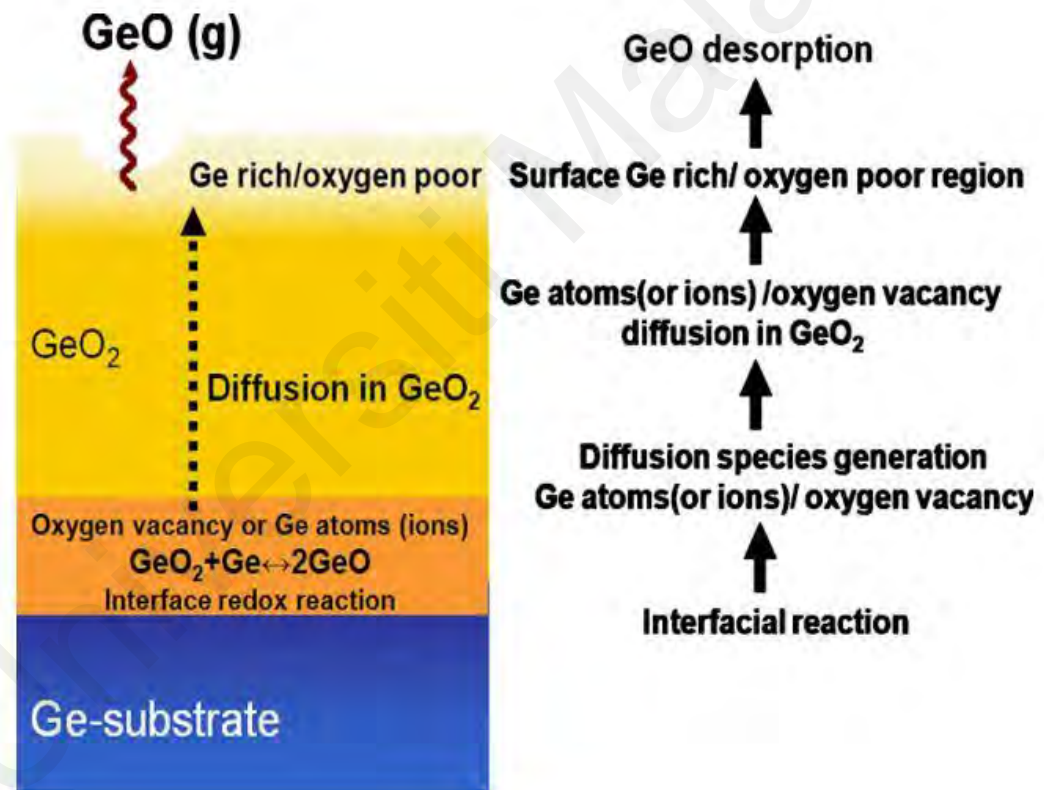 GeO (g)
Ge rich/oxygen poor
GeO₂
Diffusion in GeO₂
Oxygen vacancy or Ge atoms (ions)
GeO₂+Ge↔2GeO
Interface redox reaction
Ge-substrate
GeO desorption
Surface Ge rich/ oxygen poor region
Ge atoms(or ions) /oxygen vacancy
diffusion in GeO₂
Diffusion species generation
Ge atoms(or ions)/ oxygen vacancy
Interfacial reaction
Universiti Mala